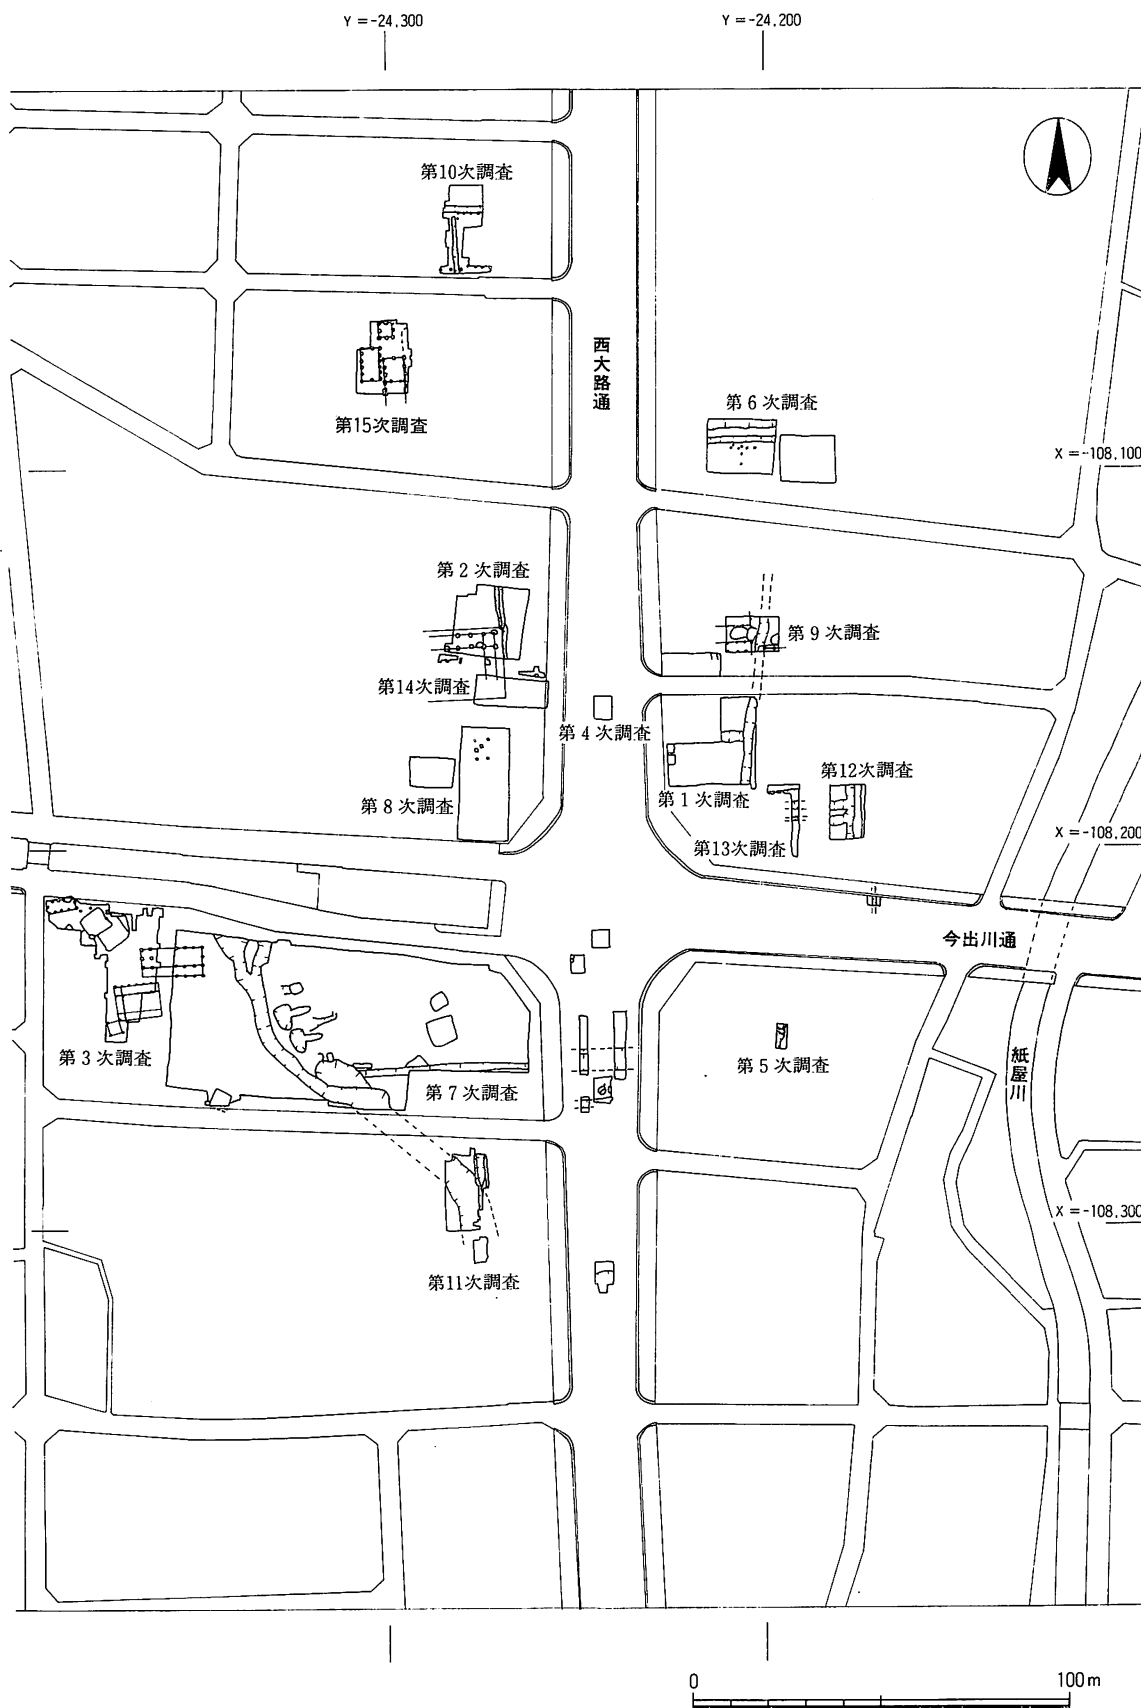 Y=-24,300
Y=-24,200
第10次調査
西大路通
第15次調査
第6次調査
X=-108,100
第2次調査
第9次調査
第14次調査
第4次調査
第12次調査
第8次調査
第1次調査
第13次調査
X=-108,200
今出川通
第3次調査
第7次調査
第5次調査
紙屋川
X=-108,300
第11次調査
0
100m